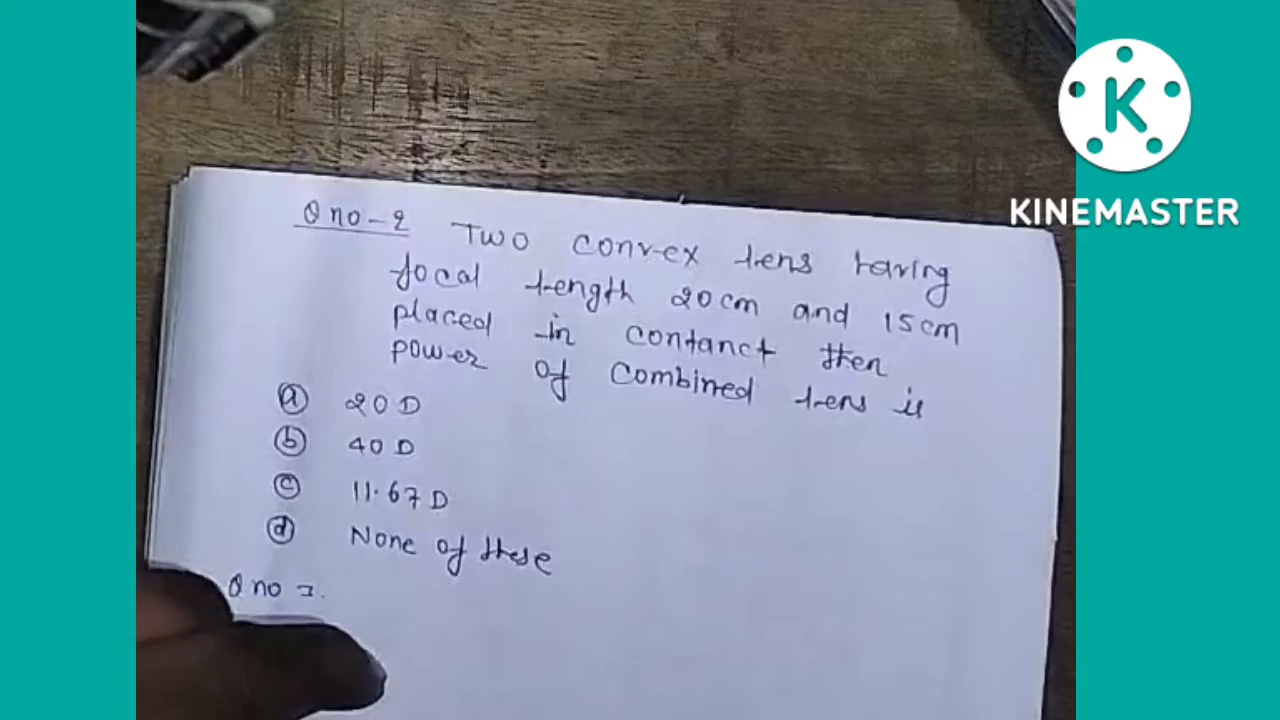 Q no - 2 Two convex lens having
focal length 20cm and 15cm
placed in contanct then
power of combined lens is
(a) 20 D
(b) 40 D
(c) 11.67 D
(d) None of these
Q no 3.
K
KINEMASTER